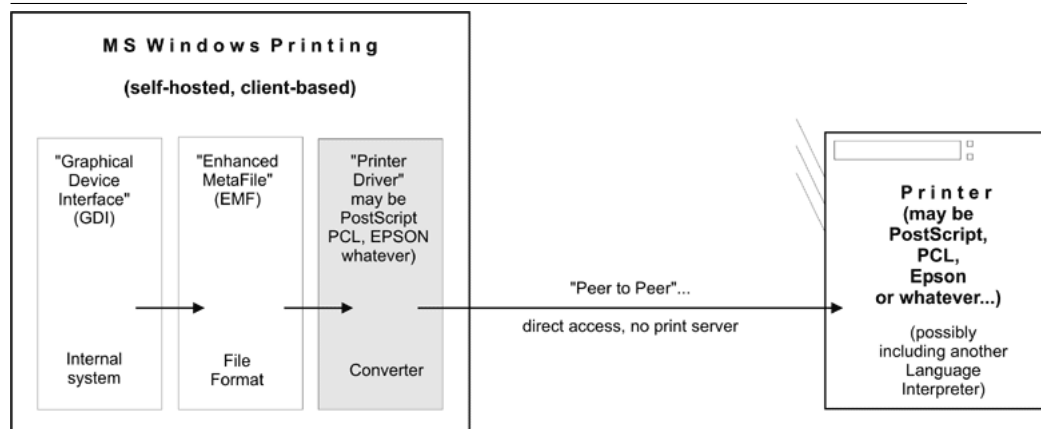 MS Windows Printing
(self-hosted, client-based)
"Graphical
Device
Interface"
(GDI)
Internal
system
"Enhanced
MetaFile"
(EMF)
File
Format
"Printer
Driver"
may be
PostScript
PCL, EPSON
whatever)
Converter
"Peer to Peer"...
direct access, no print server
Printer
(may be
PostScript,
PCL,
Epson
or whatever...)
(possibly
including another
Language
Interpreter)